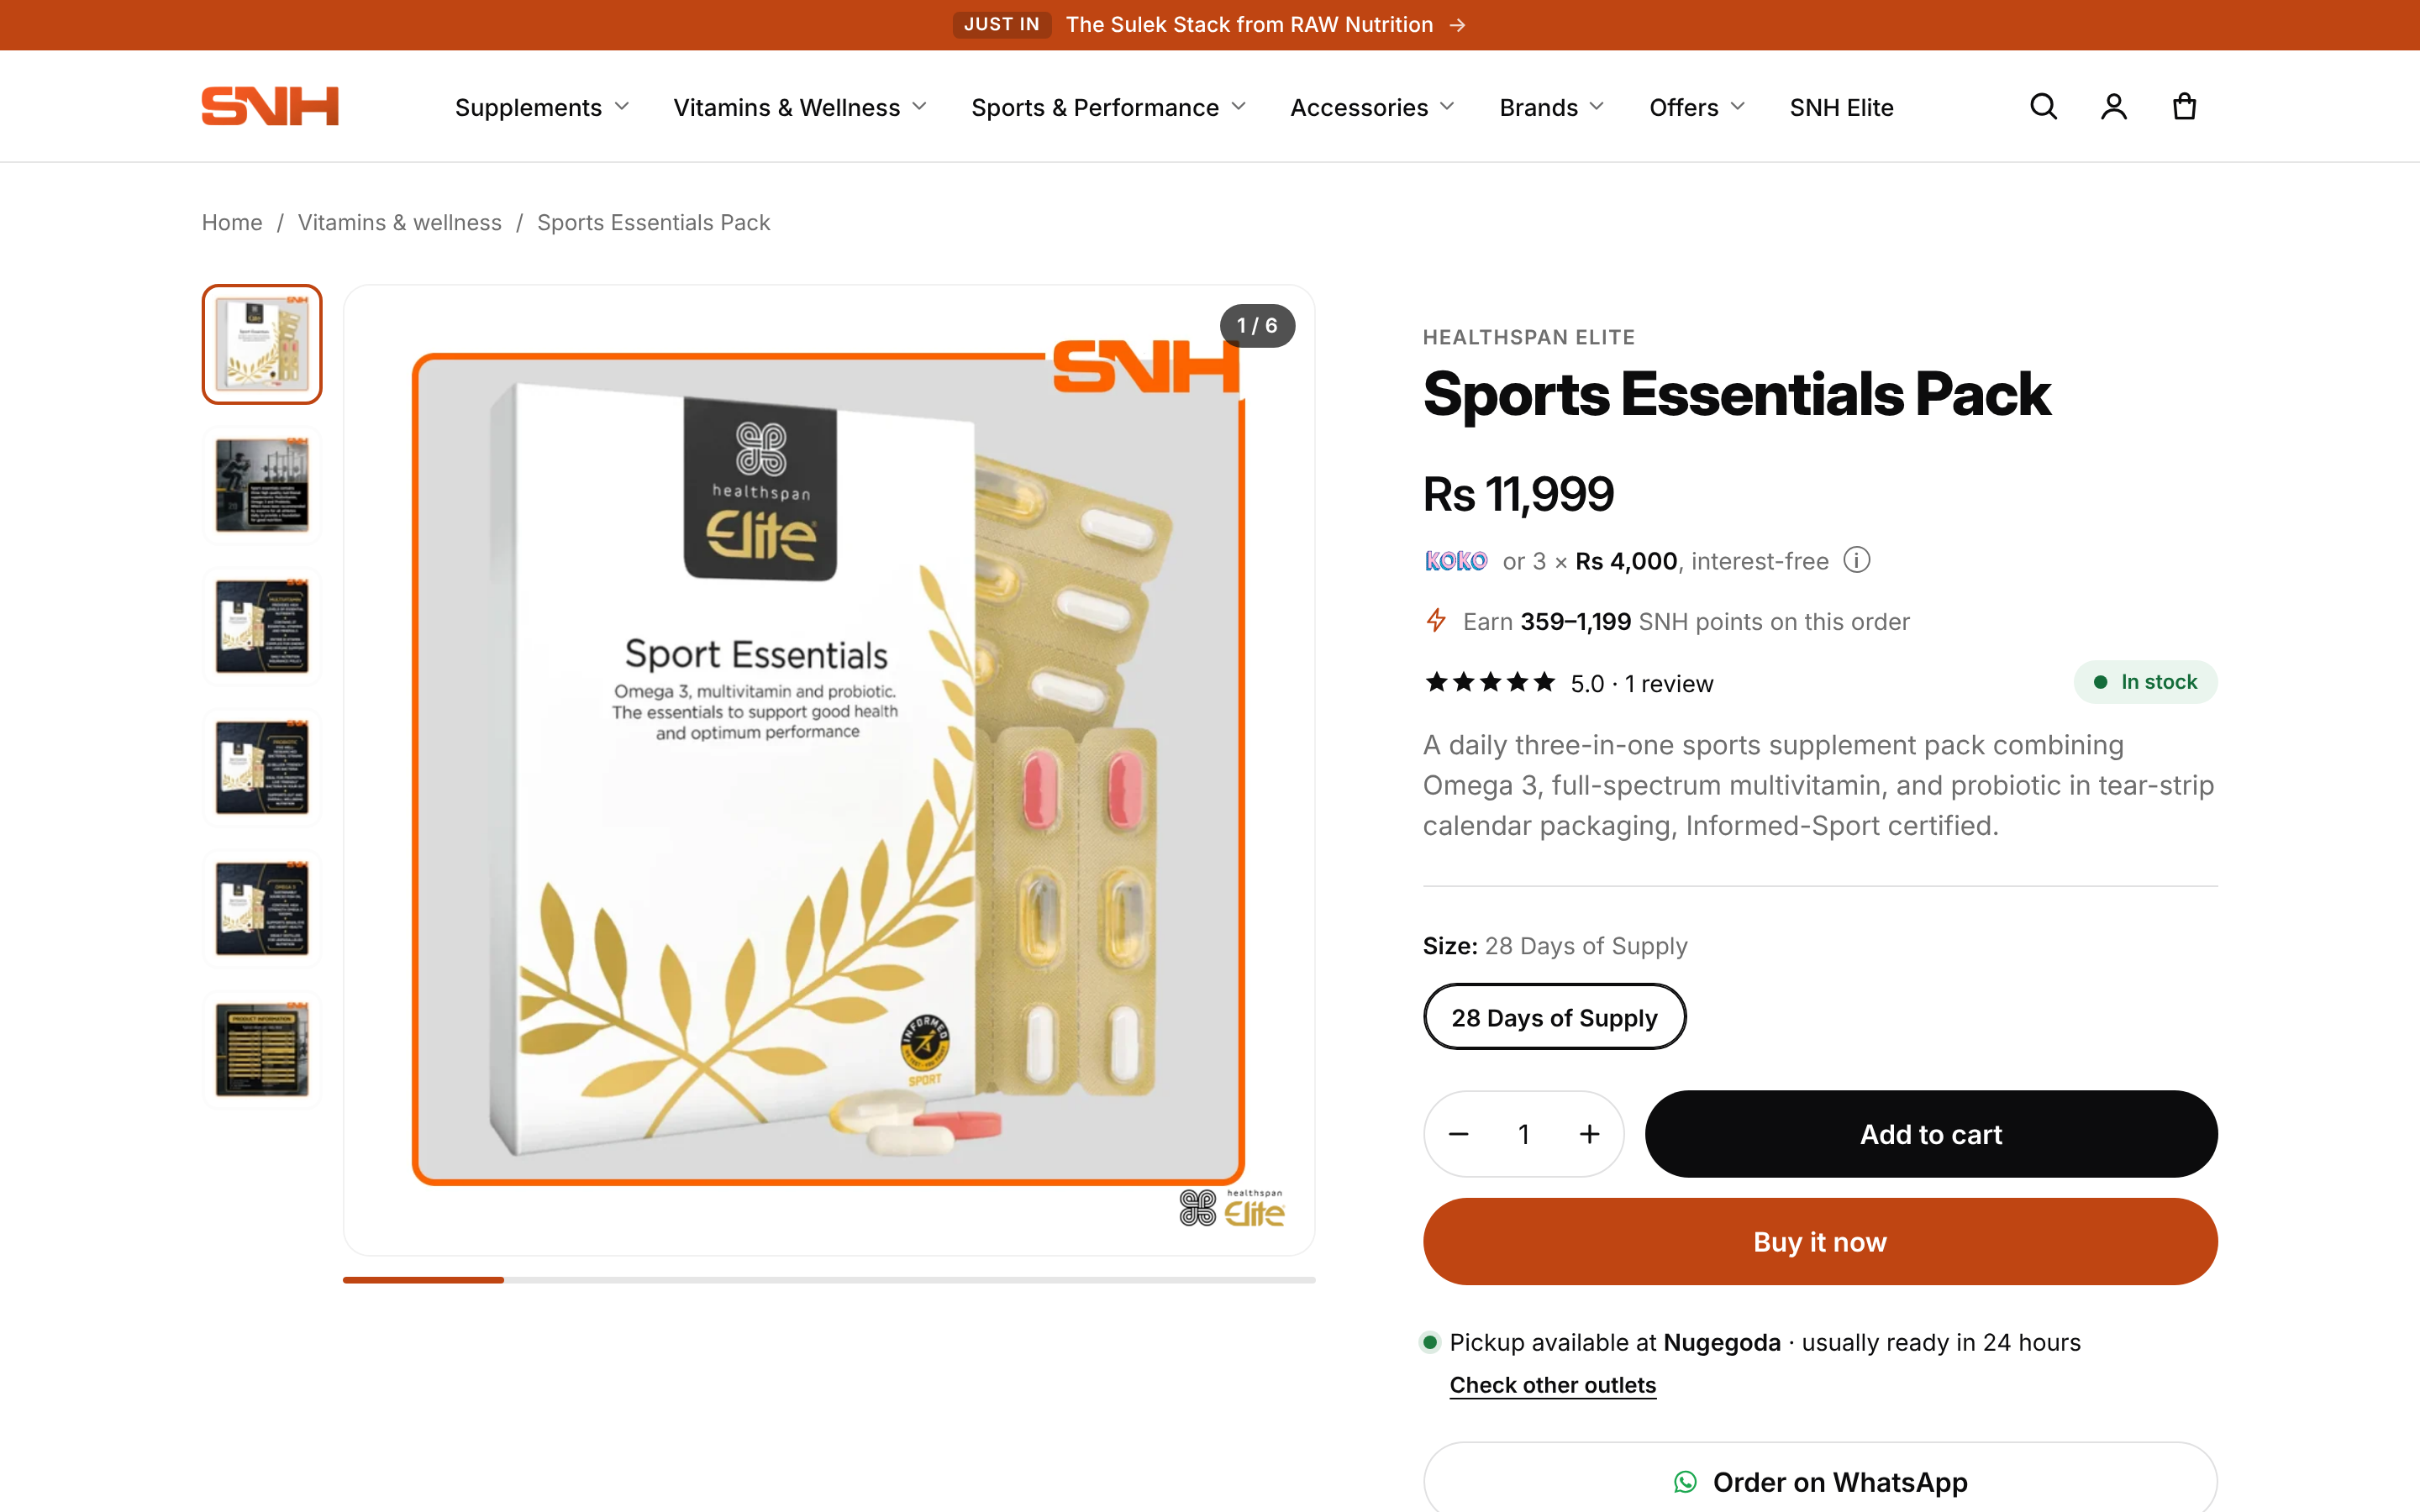 JUST IN The Sulek Stack from RAW Nutrition →
SNH
Supplements
Vitamins & Wellness
Sports & Performance
Accessories
Brands
Offers
SNH Elite
Home / Vitamins & wellness / Sports Essentials Pack
1 / 6
SNH
healthspan
Elite
Sport Essentials
Omega 3, multivitamin and probiotic.
The essentials to support good health
and optimum performance
INFORMED
SPORT
healthspan
Elite
HEALTHSPAN ELITE
Sports Essentials Pack
Rs 11,999
KOKO or 3 × Rs 4,000, interest-free
Earn 359–1,199 SNH points on this order
5.0 · 1 review
In stock
A daily three-in-one sports supplement pack combining
Omega 3, full-spectrum multivitamin, and probiotic in tear-strip
calendar packaging, Informed-Sport certified.
Size: 28 Days of Supply
28 Days of Supply
− 1 +
Add to cart
Buy it now
Pickup available at Nugegoda · usually ready in 24 hours
Check other outlets
Order on WhatsApp